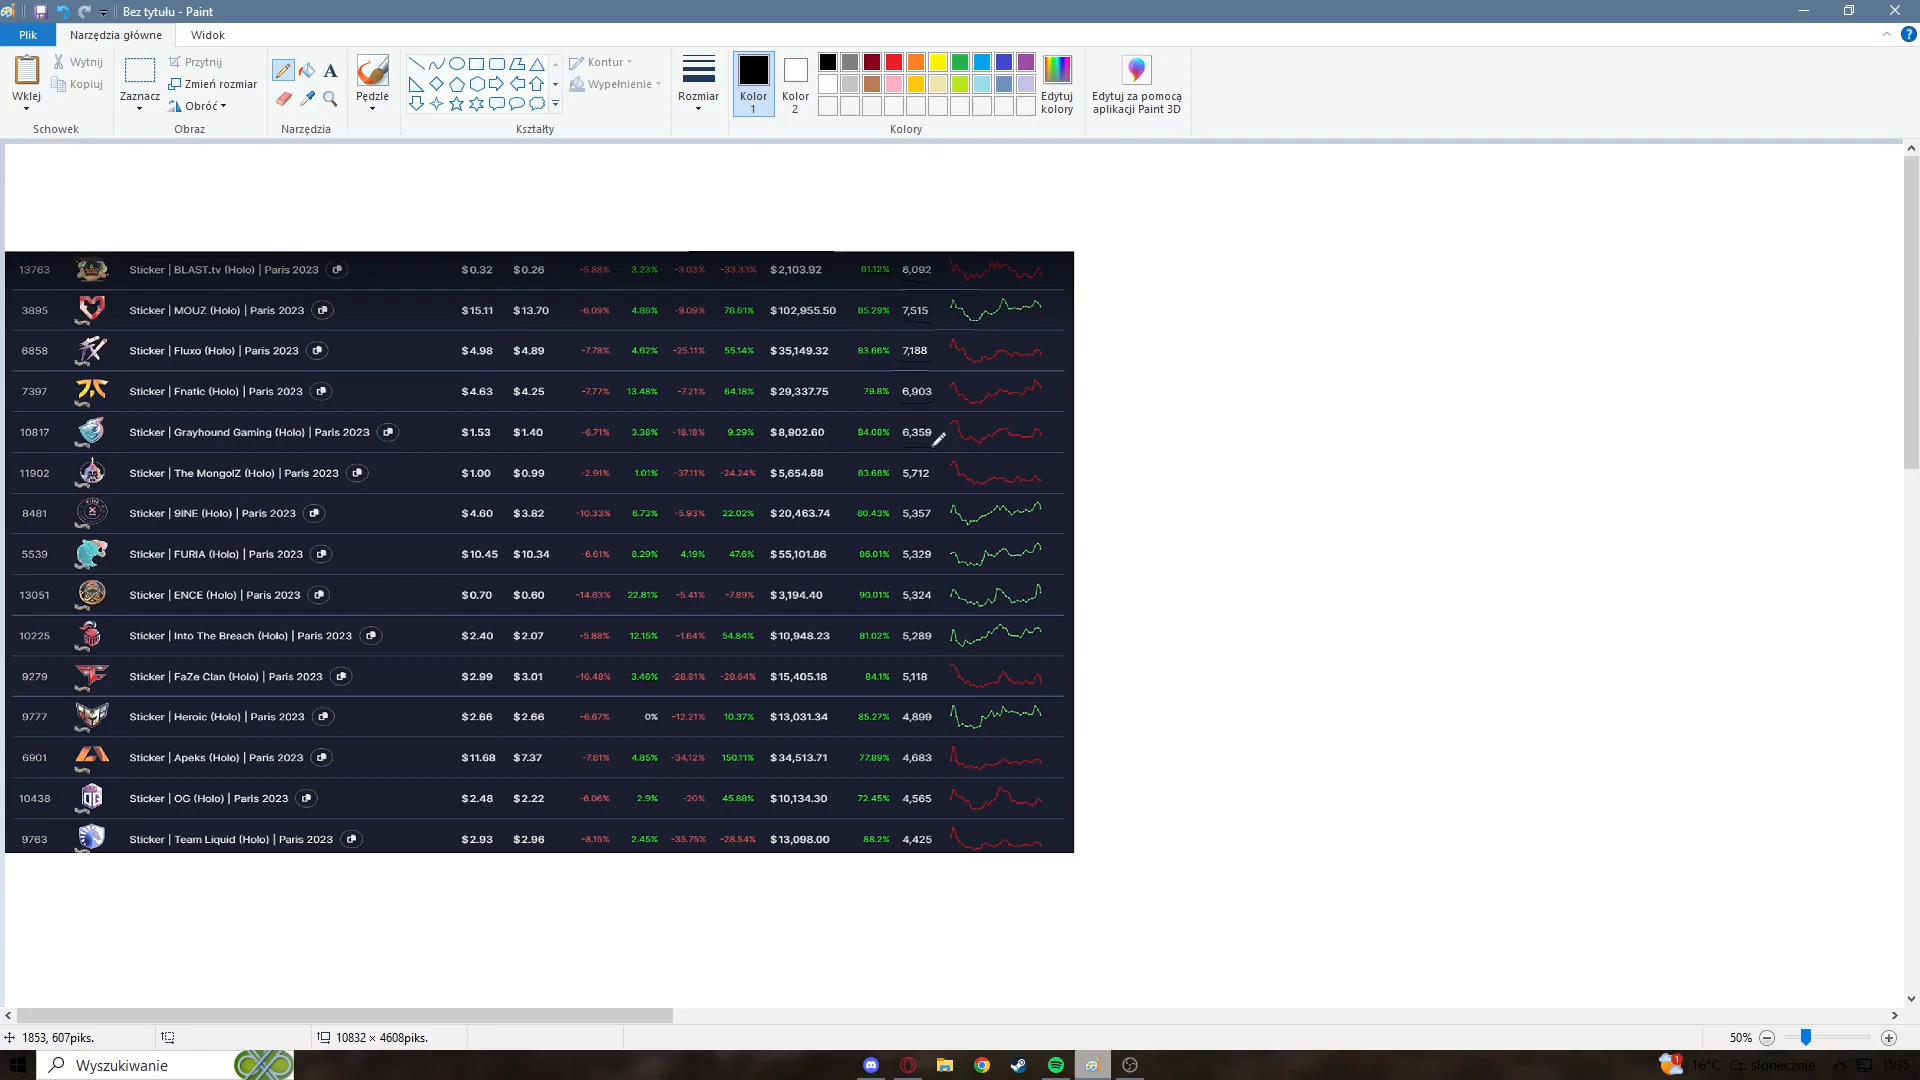 Bez tytułu - Paint
Plik Narzędzia główne Widok
Wklej
Wytnij
Kopiuj
Schowek
Zaznacz
Przytnij
Zmień rozmiar
Obróć
Obraz
Narzędzia
Pędzle
Kontur
Wypełnienie
Kształty
Rozmiar
Kolor 1
Kolor 2
Kolory
Edytuj kolory
Edytuj za pomocą aplikacji Paint 3D
13763 Sticker | BLAST.tv (Holo) | Paris 2023 $0.32 $0.26 -5.88% 3.23% -3.03% -33.33% $2,103.92 91.12% 8,092
3895 Sticker | MOUZ (Holo) | Paris 2023 $15.11 $13.70 -6.09% 4.86% -9.09% 78.61% $102,955.50 85.29% 7,515
6858 Sticker | Fluxo (Holo) | Paris 2023 $4.98 $4.89 -7.78% 4.62% -25.11% 55.14% $35,149.32 83.66% 7,188
7397 Sticker | Fnatic (Holo) | Paris 2023 $4.63 $4.25 -7.77% 13.48% -7.21% 64.18% $29,337.75 79.8% 6,903
10817 Sticker | Grayhound Gaming (Holo) | Paris 2023 $1.53 $1.40 -6.71% 3.38% -18.18% 9.29% $8,902.60 84.08% 6,359
11902 Sticker | The MongolZ (Holo) | Paris 2023 $1.00 $0.99 -2.91% 1.01% -37.11% -24.24% $5,654.88 83.68% 5,712
8481 Sticker | 9INE (Holo) | Paris 2023 $4.60 $3.82 -10.33% 6.73% -5.93% 22.02% $20,463.74 80.43% 5,357
5539 Sticker | FURIA (Holo) | Paris 2023 $10.45 $10.34 -6.61% 8.29% 4.19% 47.6% $55,101.86 86.01% 5,329
13051 Sticker | ENCE (Holo) | Paris 2023 $0.70 $0.60 -14.63% 22.81% -5.41% -7.89% $3,194.40 90.01% 5,324
10225 Sticker | Into The Breach (Holo) | Paris 2023 $2.40 $2.07 -5.88% 12.15% -1.64% 54.84% $10,948.23 81.02% 5,289
9279 Sticker | FaZe Clan (Holo) | Paris 2023 $2.99 $3.01 -16.48% 3.46% -28.81% -28.64% $15,405.18 84.1% 5,118
9777 Sticker | Heroic (Holo) | Paris 2023 $2.66 $2.66 -6.67% 0% -12.21% 10.37% $13,031.34 85.27% 4,899
6901 Sticker | Apeks (Holo) | Paris 2023 $11.68 $7.37 -7.81% 4.85% -34.12% 150.11% $34,513.71 77.89% 4,683
10438 Sticker | OG (Holo) | Paris 2023 $2.48 $2.22 -6.06% 2.9% -20% 45.88% $10,134.30 72.45% 4,565
9763 Sticker | Team Liquid (Holo) | Paris 2023 $2.93 $2.96 -8.15% 2.45% -35.75% -28.54% $13,098.00 88.2% 4,425
1853, 607piks. 10832 × 4608piks. 50%
Wyszukiwanie
1
16°C Cz. słonecznie 15:35